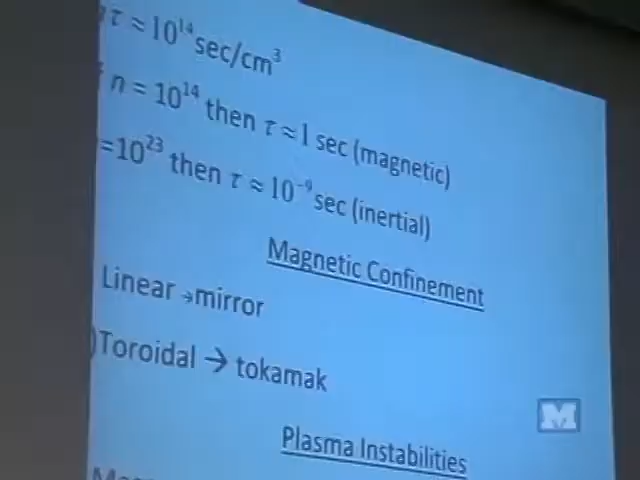 τ ≈ 10¹⁴ sec/cm³
n = 10¹⁴ then τ ≈ 1 sec (magnetic)
=10²³ then τ ≈ 10⁻⁹ sec (inertial)
Magnetic Confinement
Linear → mirror
)Toroidal → tokamak
M
Plasma Instabilities